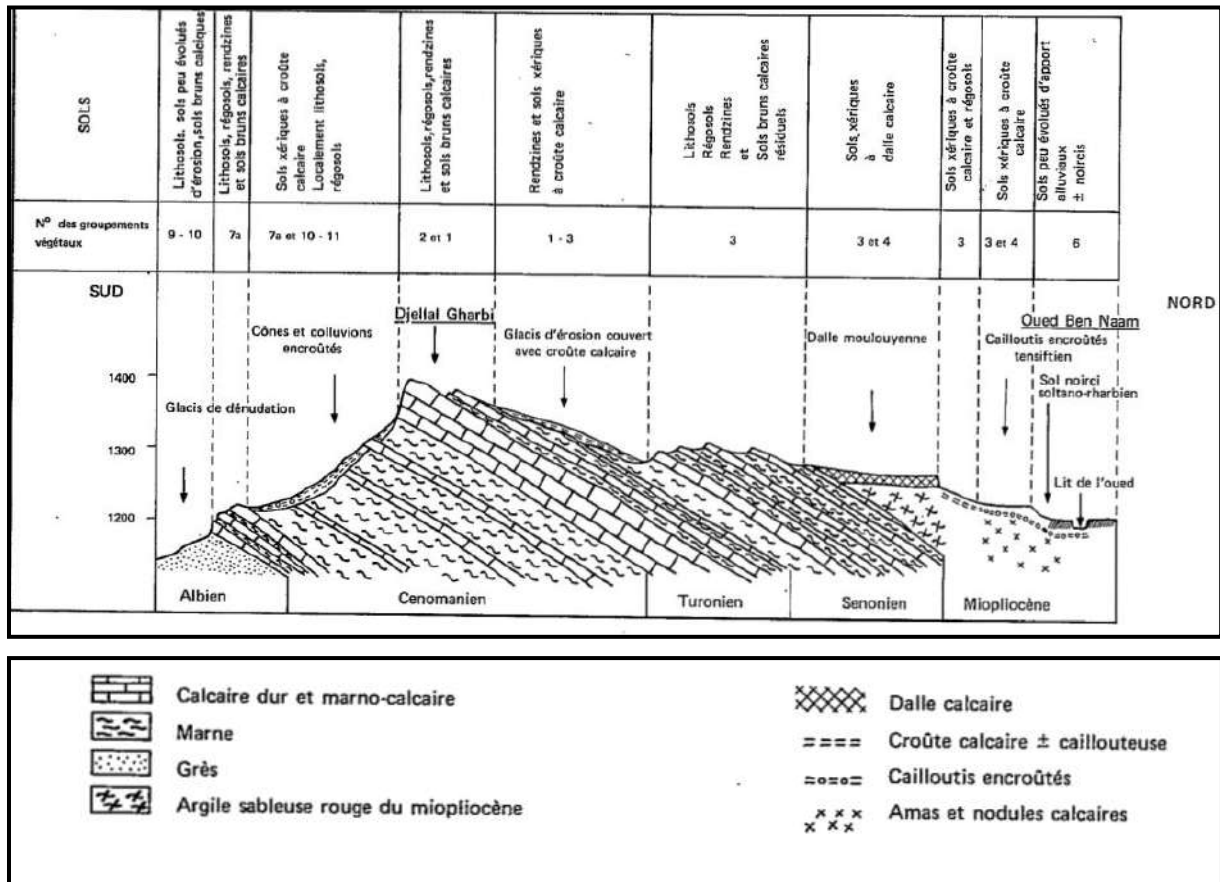 SOLS
Lithosols, sols peu évolués
d'érosion, sols bruns calciques
Lithosols, régosols, rendzines
et sols bruns calcaires
Sols xériques à croûte
calcaire
Localement lithosols,
régosols
Lithosols, régosols, rendzines
et sols bruns calcaires
Rendzines et sols xériques
à croûte calcaire
Lithosols
Régosols
Rendzines
et
Sols bruns calcaires
résiduels
Sols xériques
à
dalle calcaire
Sols xériques à croûte
calcaire et régosols
Sols xériques à croûte
calcaire
Sols peu évolués d'apport
alluviaux
± noircis
N° des groupements
végétaux
9 - 10
7a
7a et 10 - 11
2 et 1
1 - 3
3
3 et 4
3
3 et 4
6
SUD
NORD
Djellal Gharbi
Oued Ben Naam
Cônes et colluvions
encroûtés
Glacis d'érosion couvert
avec croûte calcaire
Dalle moulouyenne
Cailloutis encroûtés
tensiftien
Sol noirci
soltano-rharbien
Lit de l'oued
Glacis de dénudation
1400
1300
1200
Albien
Cenomanien
Turonien
Senonien
Miopliocène
Calcaire dur et marno-calcaire
Marne
Grès
Argile sableuse rouge du miopliocène
Dalle calcaire
Croûte calcaire ± caillouteuse
Cailloutis encroûtés
Amas et nodules calcaires